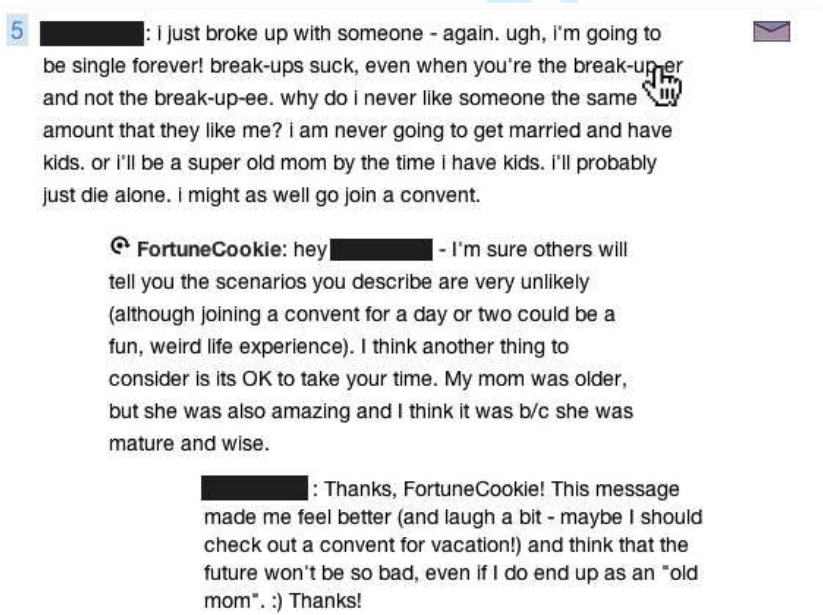 5 : i just broke up with someone - again. ugh, i'm going to
be single forever! break-ups suck, even when you're the break-up-er
and not the break-up-ee. why do i never like someone the same
amount that they like me? i am never going to get married and have
kids. or i'll be a super old mom by the time i have kids. i'll probably
just die alone. i might as well go join a convent.
FortuneCookie: hey - I'm sure others will
tell you the scenarios you describe are very unlikely
(although joining a convent for a day or two could be a
fun, weird life experience). I think another thing to
consider is its OK to take your time. My mom was older,
but she was also amazing and I think it was b/c she was
mature and wise.
: Thanks, FortuneCookie! This message
made me feel better (and laugh a bit - maybe I should
check out a convent for vacation!) and think that the
future won't be so bad, even if I do end up as an "old
mom". :) Thanks!